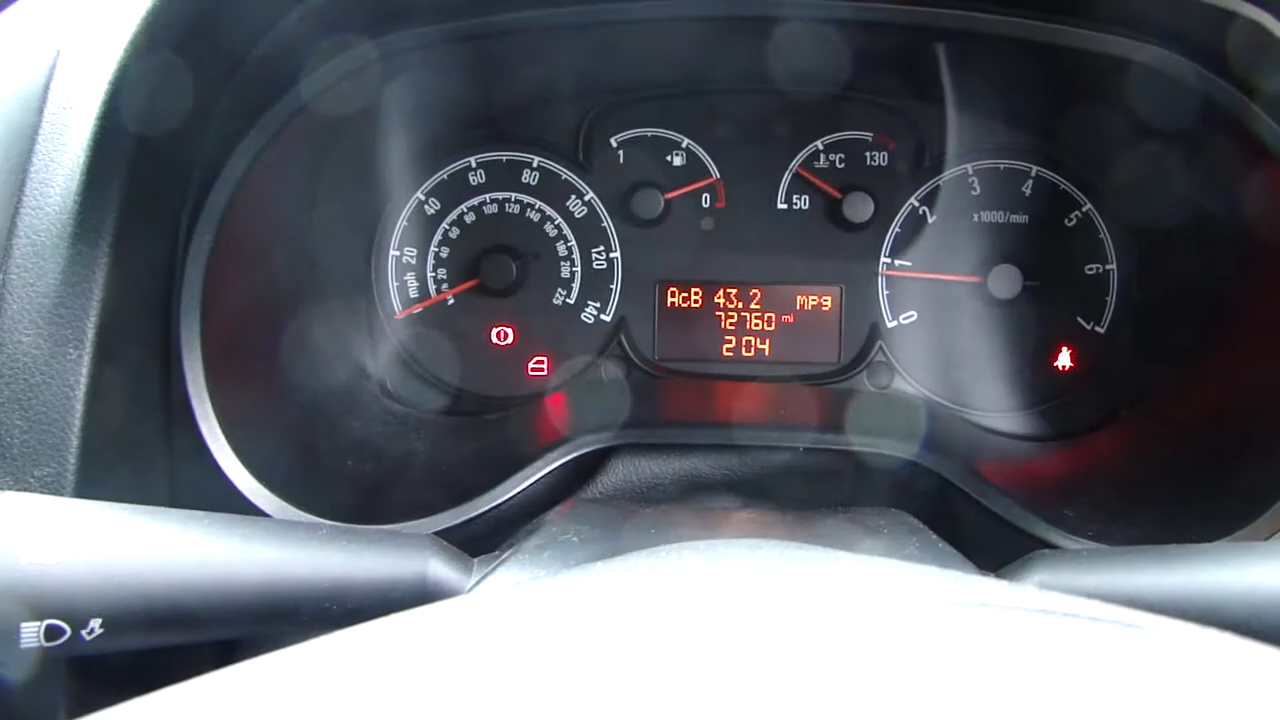 1
0
50
130
°C
mph 20 40 60 80 100 120 140
20 40 60 80 100 120 140 160 180 200 225
0 1 2 3 4 5 6 7
x1000/min
AcB 43.2 mpg
72760 mi
204